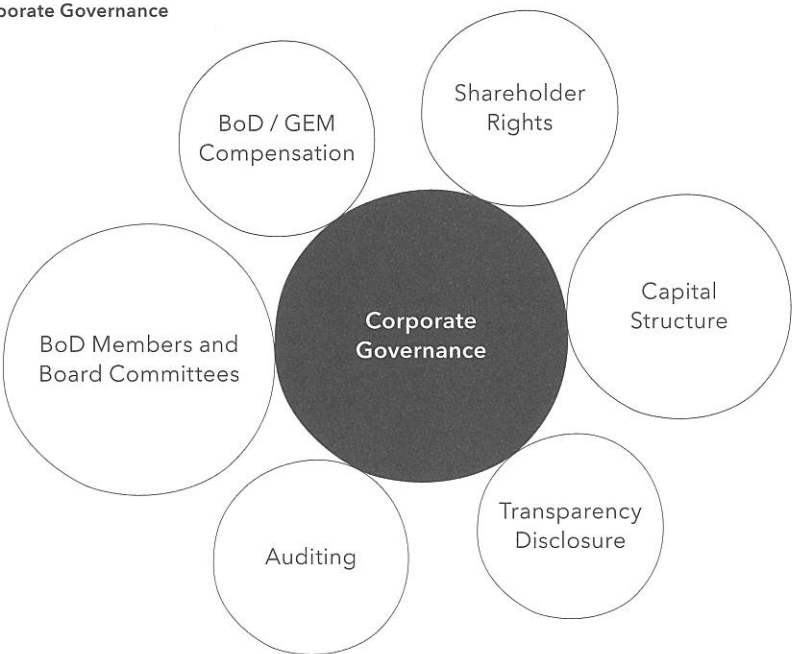 porate Governance
Shareholder
Rights
BoD / GEM
Compensation
Capital
Structure
Corporate
Governance
BoD Members and
Board Committees
Transparency
Disclosure
Auditing